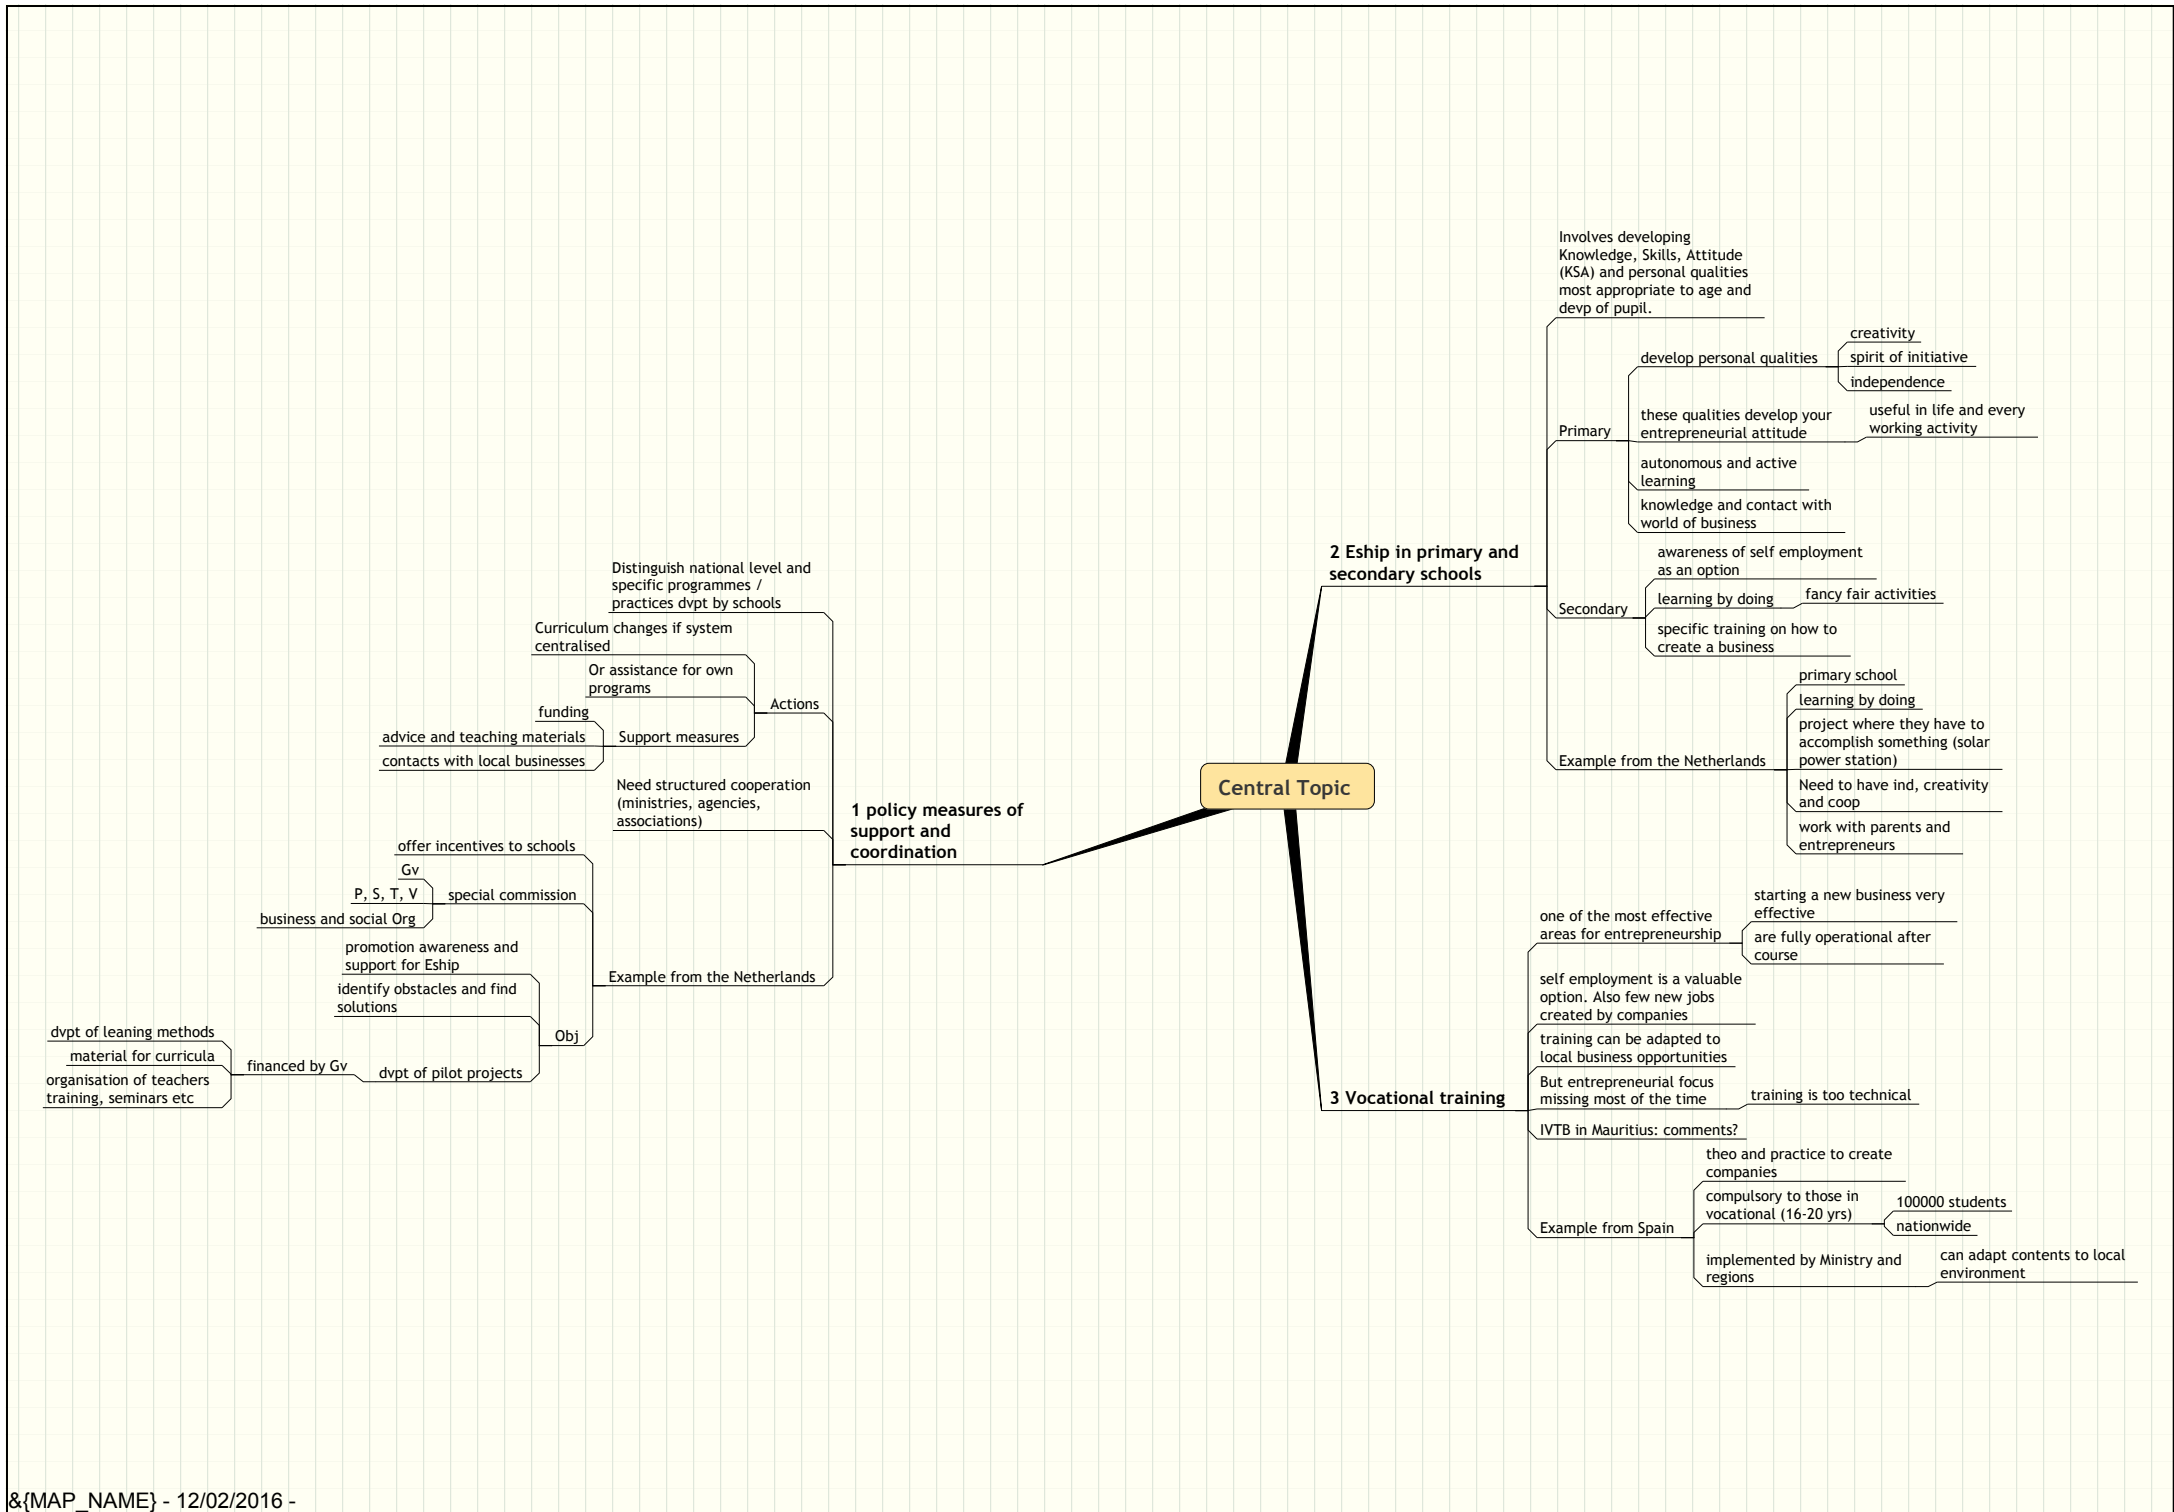 Central Topic
1 policy measures of
support and
coordination
Distinguish national level and
specific programmes /
practices dvpt by schools
Actions
Curriculum changes if system
centralised
Or assistance for own
programs
Support measures
funding
advice and teaching materials
contacts with local businesses
Need structured cooperation
(ministries, agencies,
associations)
Example from the Netherlands
offer incentives to schools
special commission
Gv
P, S, T, V
business and social Org
Obj
promotion awareness and
support for Eship
identify obstacles and find
solutions
dvpt of pilot projects
financed by Gv
dvpt of leaning methods
material for curricula
organisation of teachers
training, seminars etc
2 Eship in primary and
secondary schools
Involves developing
Knowledge, Skills, Attitude
(KSA) and personal qualities
most appropriate to age and
devp of pupil.
Primary
develop personal qualities
creativity
spirit of initiative
independence
these qualities develop your
entrepreneurial attitude
useful in life and every
working activity
autonomous and active
learning
knowledge and contact with
world of business
Secondary
awareness of self employment
as an option
learning by doing
fancy fair activities
specific training on how to
create a business
Example from the Netherlands
primary school
learning by doing
project where they have to
accomplish something (solar
power station)
Need to have ind, creativity
and coop
work with parents and
entrepreneurs
3 Vocational training
one of the most effective
areas for entrepreneurship
starting a new business very
effective
are fully operational after
course
self employment is a valuable
option. Also few new jobs
created by companies
training can be adapted to
local business opportunities
But entrepreneurial focus
missing most of the time
training is too technical
IVTB in Mauritius: comments?
Example from Spain
theo and practice to create
companies
compulsory to those in
vocational (16-20 yrs)
100000 students
nationwide
implemented by Ministry and
regions
can adapt contents to local
environment
&{MAP_NAME} - 12/02/2016 -